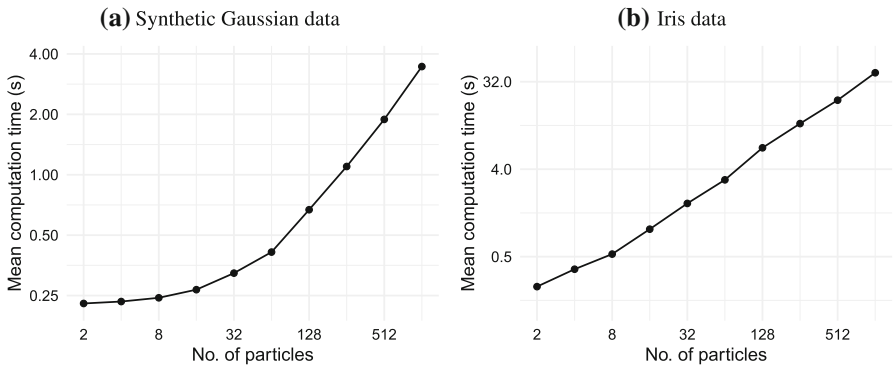 (a) Synthetic Gaussian data
4.00
2.00
1.00
0.50
0.25
Mean computation time (s)
2 8 32 128 512
No. of particles
(b) Iris data
32.0
4.0
0.5
Mean computation time (s)
2 8 32 128 512
No. of particles